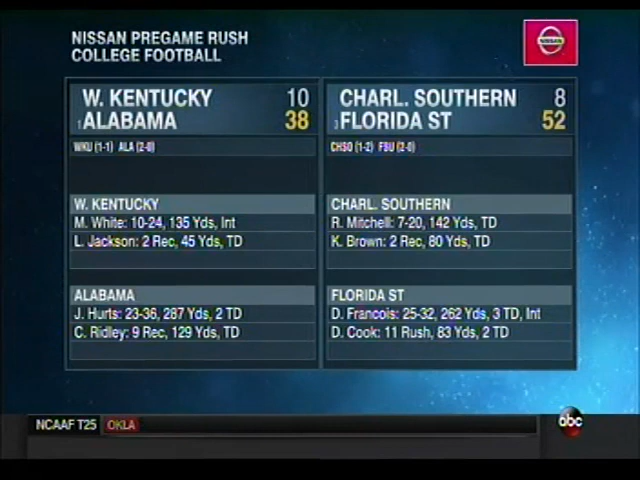 NISSAN PREGAME RUSH
COLLEGE FOOTBALL
NISSAN
W. KENTUCKY 10
1 ALABAMA 38
WKU (1-1) ALA (2-0)
W. KENTUCKY
M. White: 10-24, 135 Yds, Int
L. Jackson: 2 Rec, 45 Yds, TD
ALABAMA
J. Hurts: 23-36, 287 Yds, 2 TD
C. Ridley: 9 Rec, 129 Yds, TD
CHARL. SOUTHERN 8
3 FLORIDA ST 52
CHSO (1-2) FSU (2-0)
CHARL. SOUTHERN
R. Mitchell: 7-20, 142 Yds, TD
K. Brown: 2 Rec, 80 Yds, TD
FLORIDA ST
D. Francois: 25-32, 262 Yds, 3 TD, Int
D. Cook: 11 Rush, 83 Yds, 2 TD
NCAAF T25 OKLA
abc